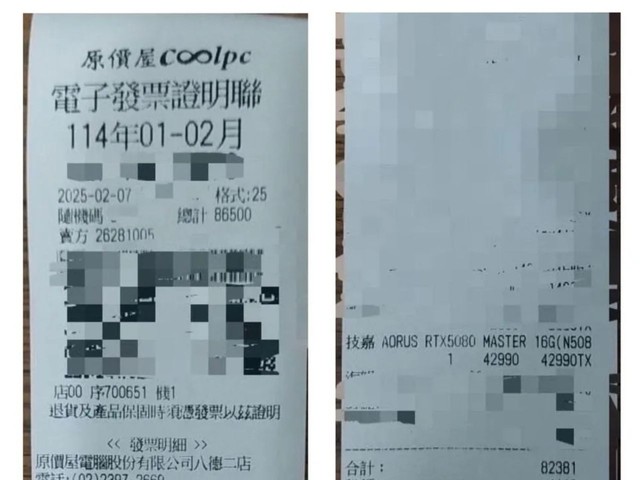 原價屋coolpc
電子發票證明聯
114年01-02月
2025-02-07 格式:25
隨機碼 總計 86500
賣方 26281005
店00 序700651 機1
退貨及產品保固時須憑發票以茲證明
<< 發票明細 >>
原價屋電腦股份有限公司八德二店
電話:(02)2397-2669
技嘉 AORUS RTX5080 MASTER 16G(N508
1 42990 42990TX
合計： 82381